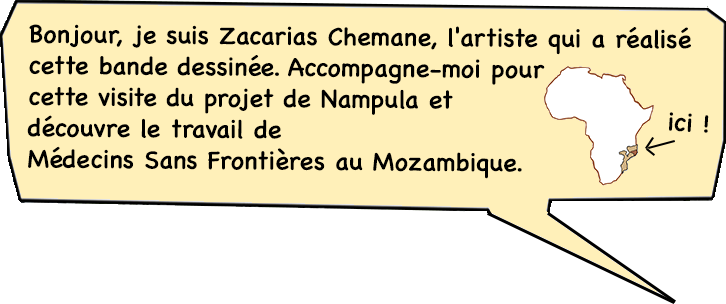 Bonjour, je suis Zacarias Chemane, l'artiste qui a réalisé
cette bande dessinée. Accompagne-moi pour
cette visite du projet de Nampula et
découvre le travail de
Médecins Sans Frontières au Mozambique.
ici !